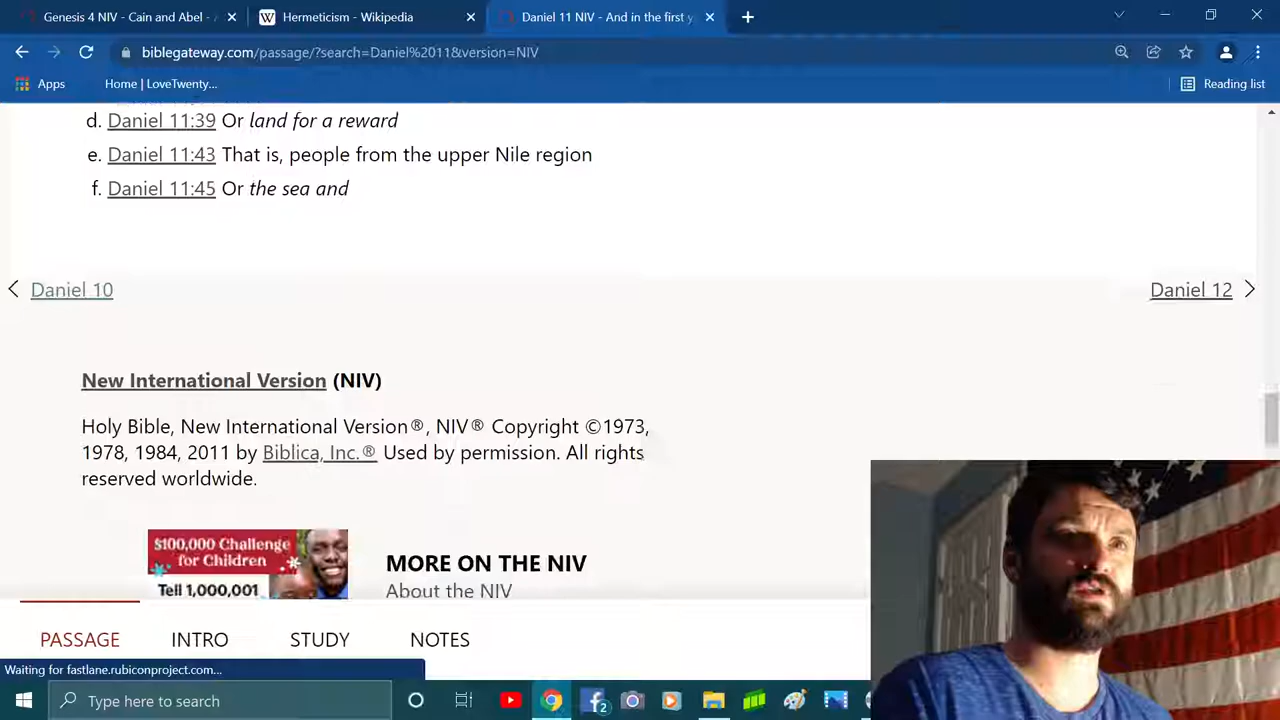 Genesis 4 NIV - Cain and Abel -
Hermeticism - Wikipedia
Daniel 11 NIV - And in the first y
biblegateway.com/passage/?search=Daniel%2011&version=NIV
Apps
Home | LoveTwenty...
Reading list
d. Daniel 11:39 Or land for a reward
e. Daniel 11:43 That is, people from the upper Nile region
f. Daniel 11:45 Or the sea and
Daniel 10
Daniel 12
New International Version (NIV)
Holy Bible, New International Version®, NIV® Copyright ©1973,
1978, 1984, 2011 by Biblica, Inc.® Used by permission. All rights
reserved worldwide.
$100,000 Challenge
for Children
Tell 1,000,001
MORE ON THE NIV
About the NIV
PASSAGE
INTRO
STUDY
NOTES
Waiting for fastlane.rubiconproject.com...
Type here to search
2